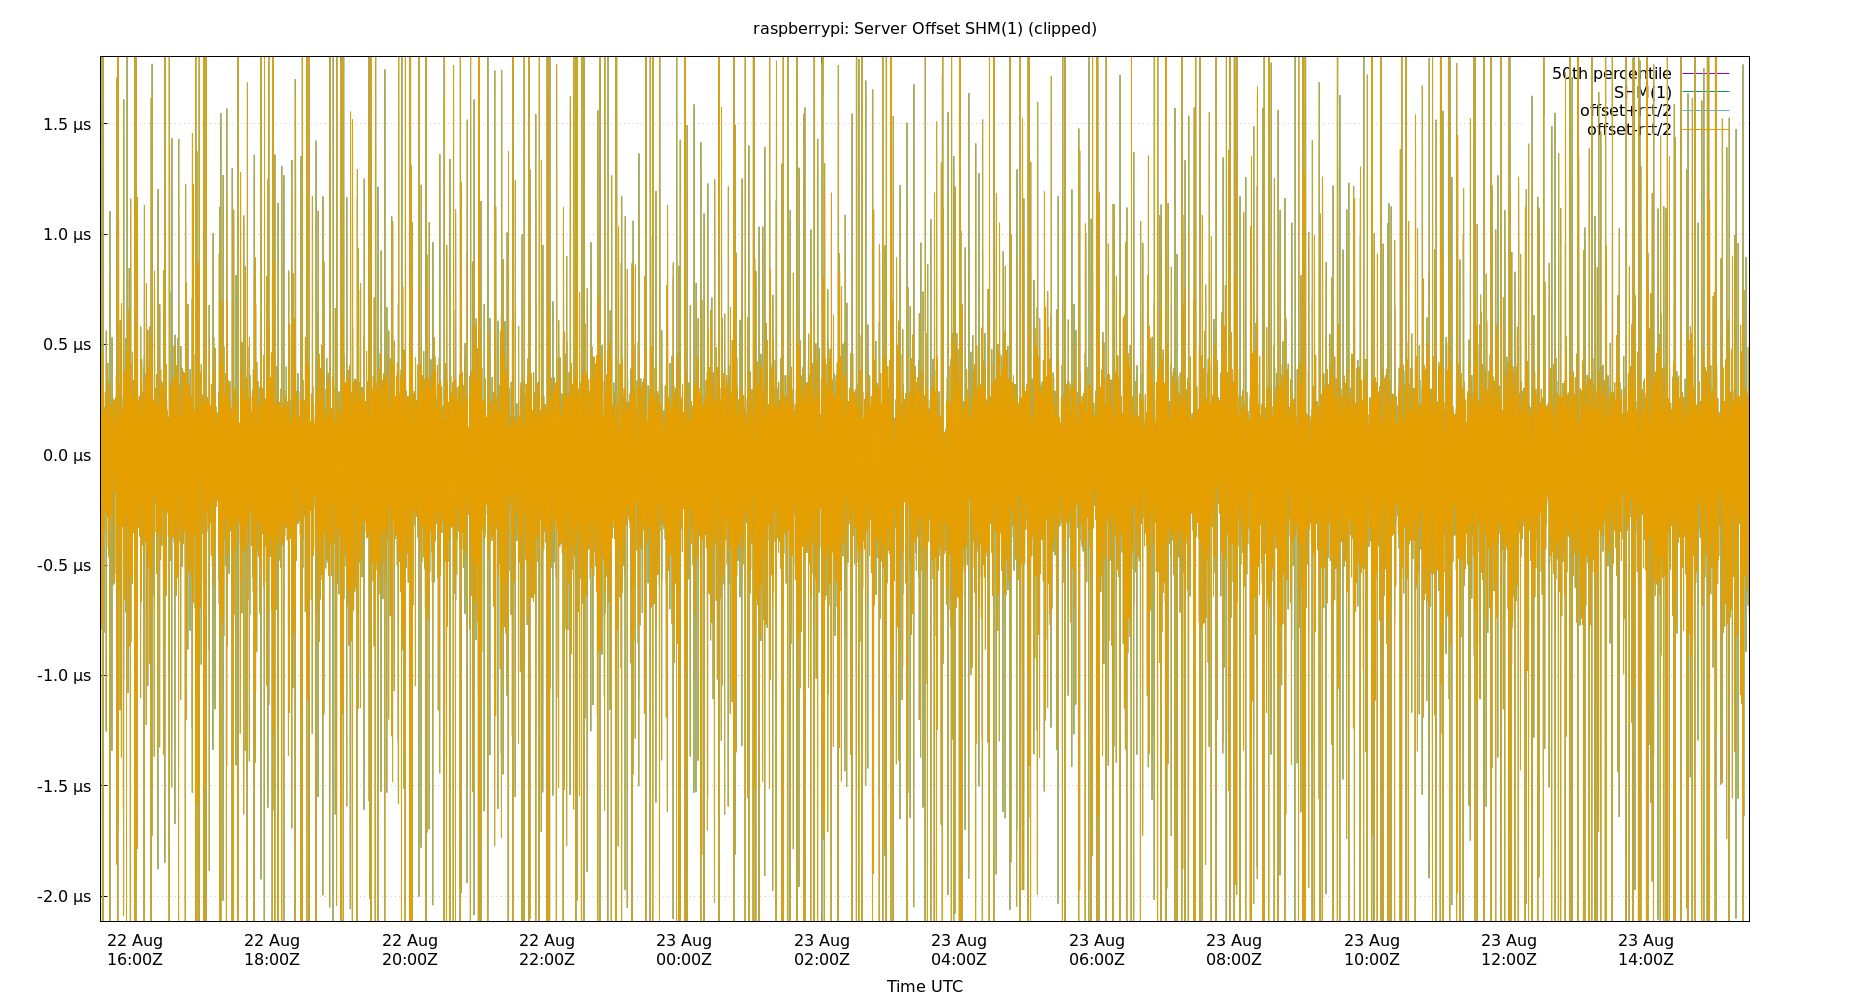 raspberrypi: Server Offset SHM(1) (clipped)
50th percentile
SHM(1)
offset+rtt/2
offset-rtt/2
1.5 µs
1.0 µs
0.5 µs
0.0 µs
-0.5 µs
-1.0 µs
-1.5 µs
-2.0 µs
22 Aug 22 Aug 22 Aug 22 Aug 23 Aug 23 Aug 23 Aug 23 Aug 23 Aug 23 Aug 23 Aug 23 Aug
16:00Z 18:00Z 20:00Z 22:00Z 00:00Z 02:00Z 04:00Z 06:00Z 08:00Z 10:00Z 12:00Z 14:00Z
Time UTC